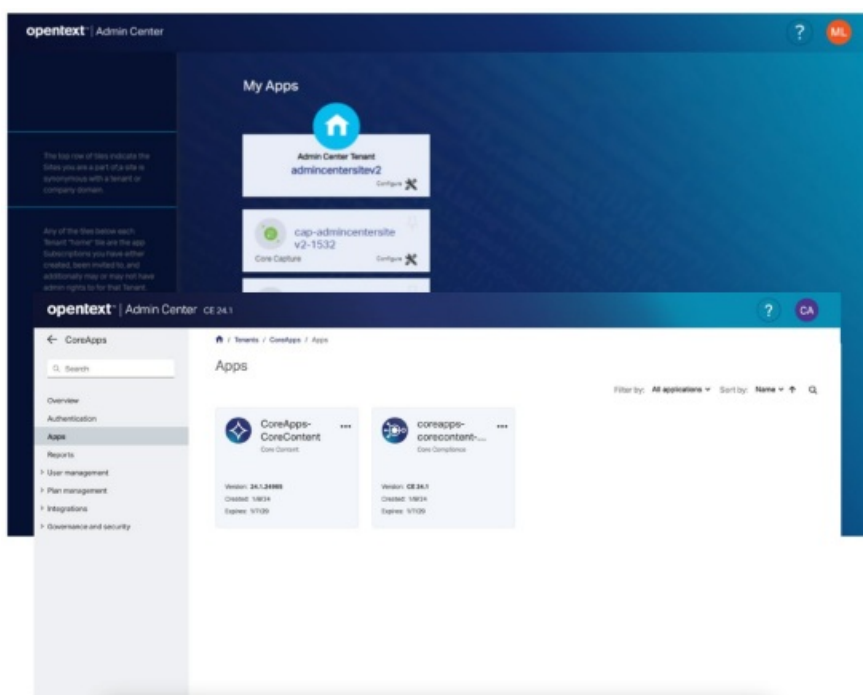 opentext™ | Admin Center
?
ML
My Apps
The top row of tiles indicate the
Sites you are a part of a site is
synonymous with a tenant or
company domain.
Any of the tiles below each
Tenant "home" tile are the app
Subscriptions you have either
created, been invited to, and
additionally may or may not have
admin rights to for that Tenant.
Admin Center Tenant
admincentersitev2
Configure
cap-admincentersite
v2-1532
Core Capture
Configure
opentext™ | Admin Center CE 24.1
?
CA
← CoreApps
Search
Overview
Authentication
Apps
Reports
> User management
> Plan management
> Integrations
> Governance and security
/ Tenants / CoreApps / Apps
Apps
Filter by: All applications Sort by: Name
CoreApps-
CoreContent
Core Content
Version: 24.1.24985
Created: 1/8/24
Expires: 1/7/29
coreapps-
corecontent-...
Core Compliance
Version: CE 24.1
Created: 1/8/24
Expires: 1/7/29